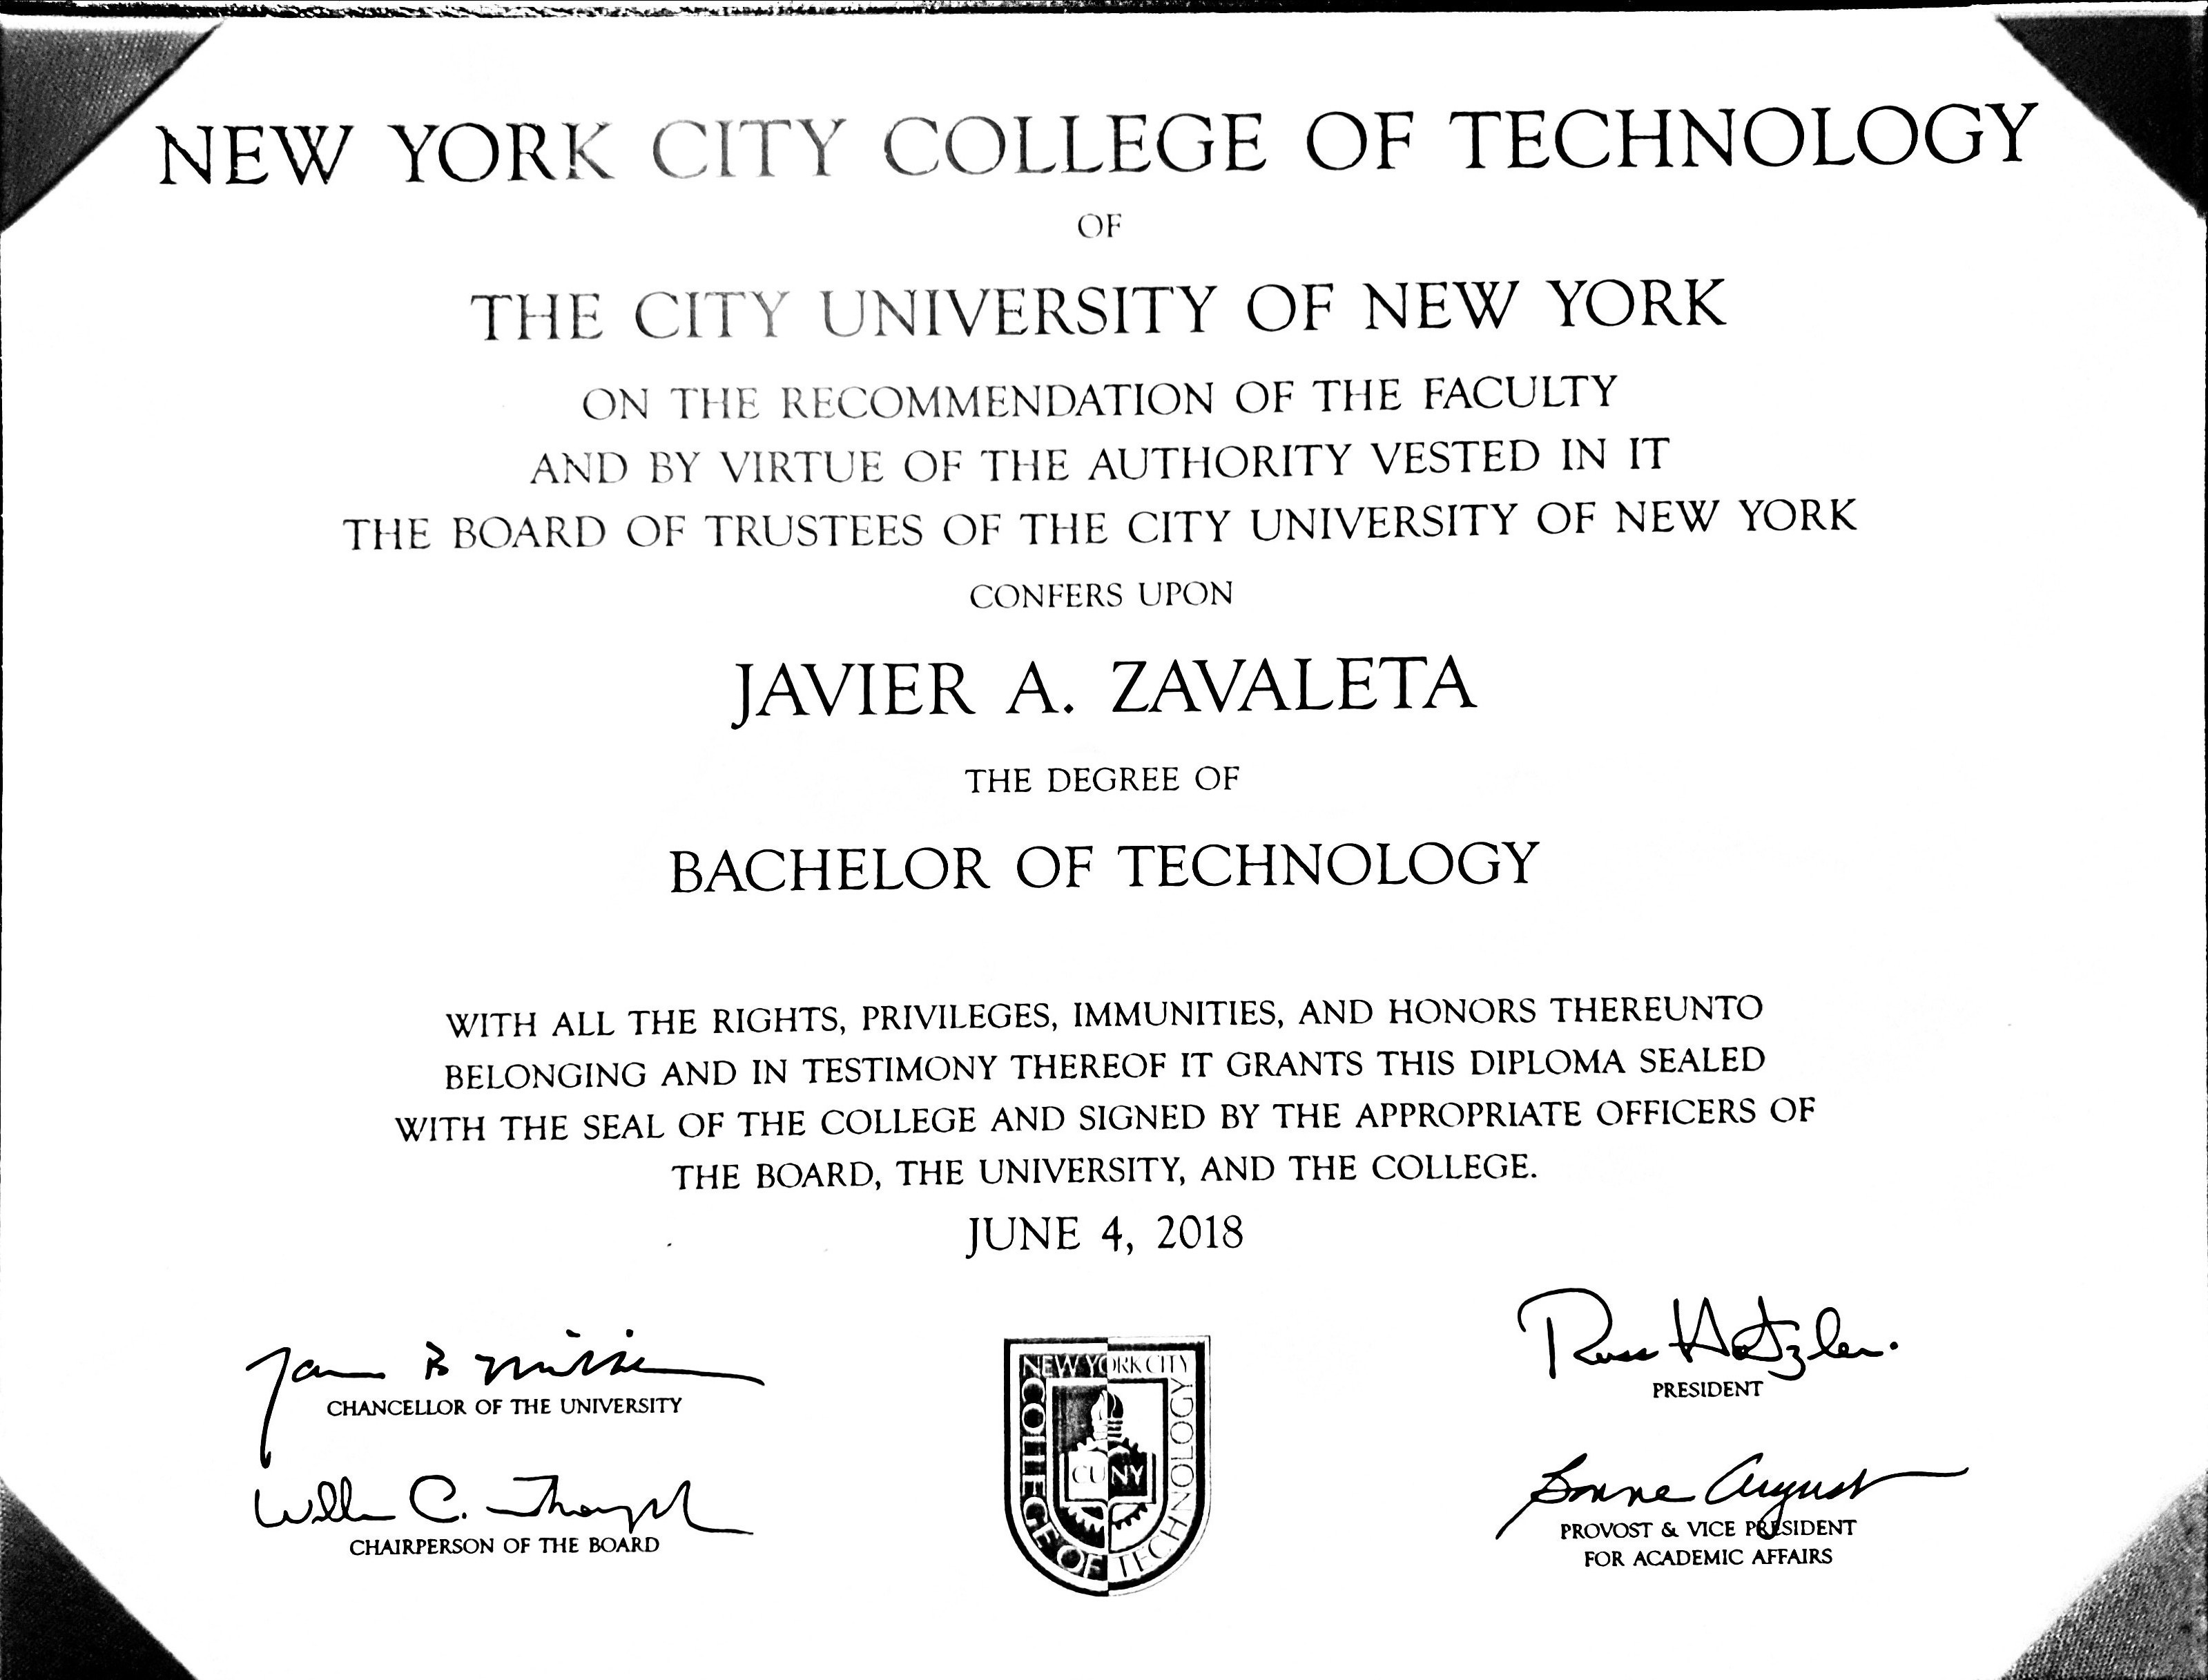 NEW YORK CITY COLLEGE OF TECHNOLOGY
OF
THE CITY UNIVERSITY OF NEW YORK
ON THE RECOMMENDATION OF THE FACULTY
AND BY VIRTUE OF THE AUTHORITY VESTED IN IT
THE BOARD OF TRUSTEES OF THE CITY UNIVERSITY OF NEW YORK
CONFERS UPON
JAVIER A. ZAVALETA
THE DEGREE OF
BACHELOR OF TECHNOLOGY
WITH ALL THE RIGHTS, PRIVILEGES, IMMUNITIES, AND HONORS THEREUNTO
BELONGING AND IN TESTIMONY THEREOF IT GRANTS THIS DIPLOMA SEALED
WITH THE SEAL OF THE COLLEGE AND SIGNED BY THE APPROPRIATE OFFICERS OF
THE BOARD, THE UNIVERSITY, AND THE COLLEGE.
JUNE 4, 2018
CHANCELLOR OF THE UNIVERSITY
C.
CHAIRPERSON OF THE BOARD
NEW YORK CITY
COLLEGE OF TECHNOLOGY
CUNY
Russ Hotzler
PRESIDENT
Bonne August
PROVOST & VICE PRESIDENT
FOR ACADEMIC AFFAIRS